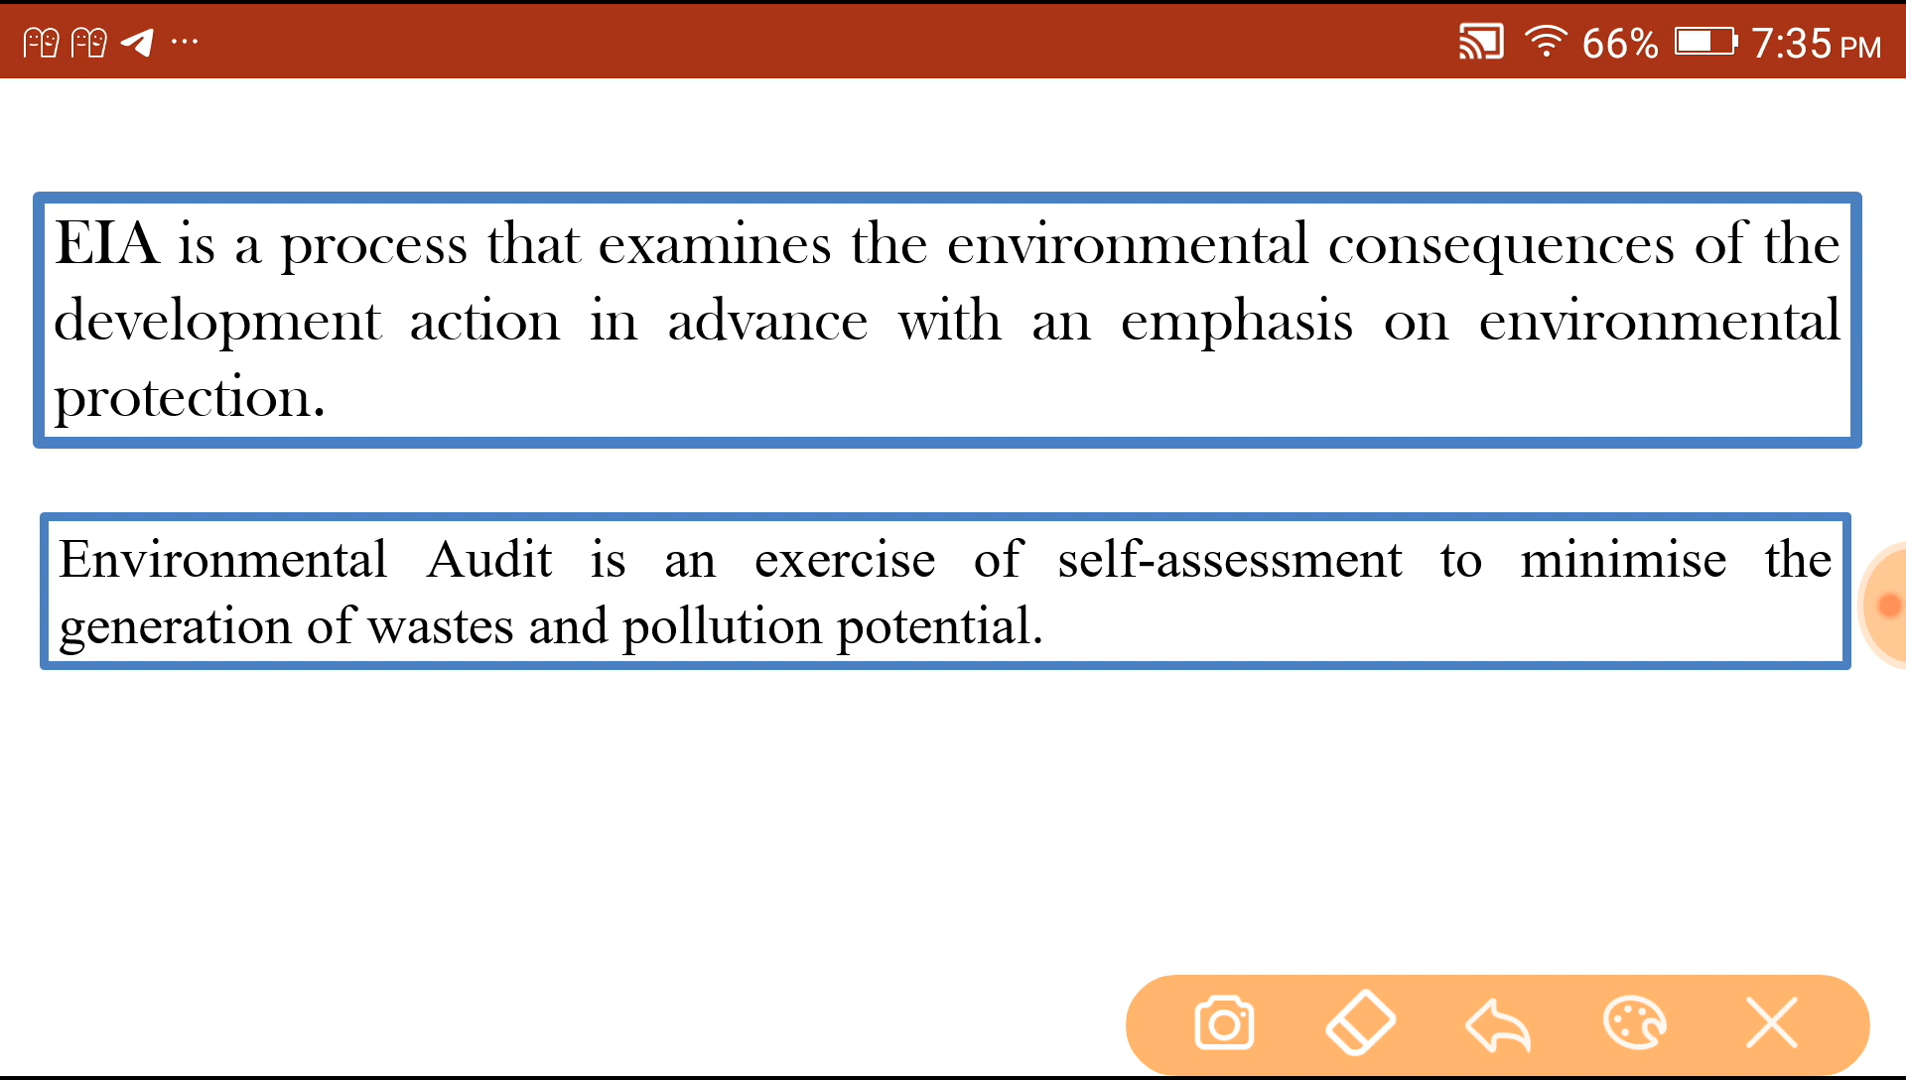 66% 7:35 PM
EIA is a process that examines the environmental consequences of the
development action in advance with an emphasis on environmental
protection.
Environmental Audit is an exercise of self-assessment to minimise the
generation of wastes and pollution potential.